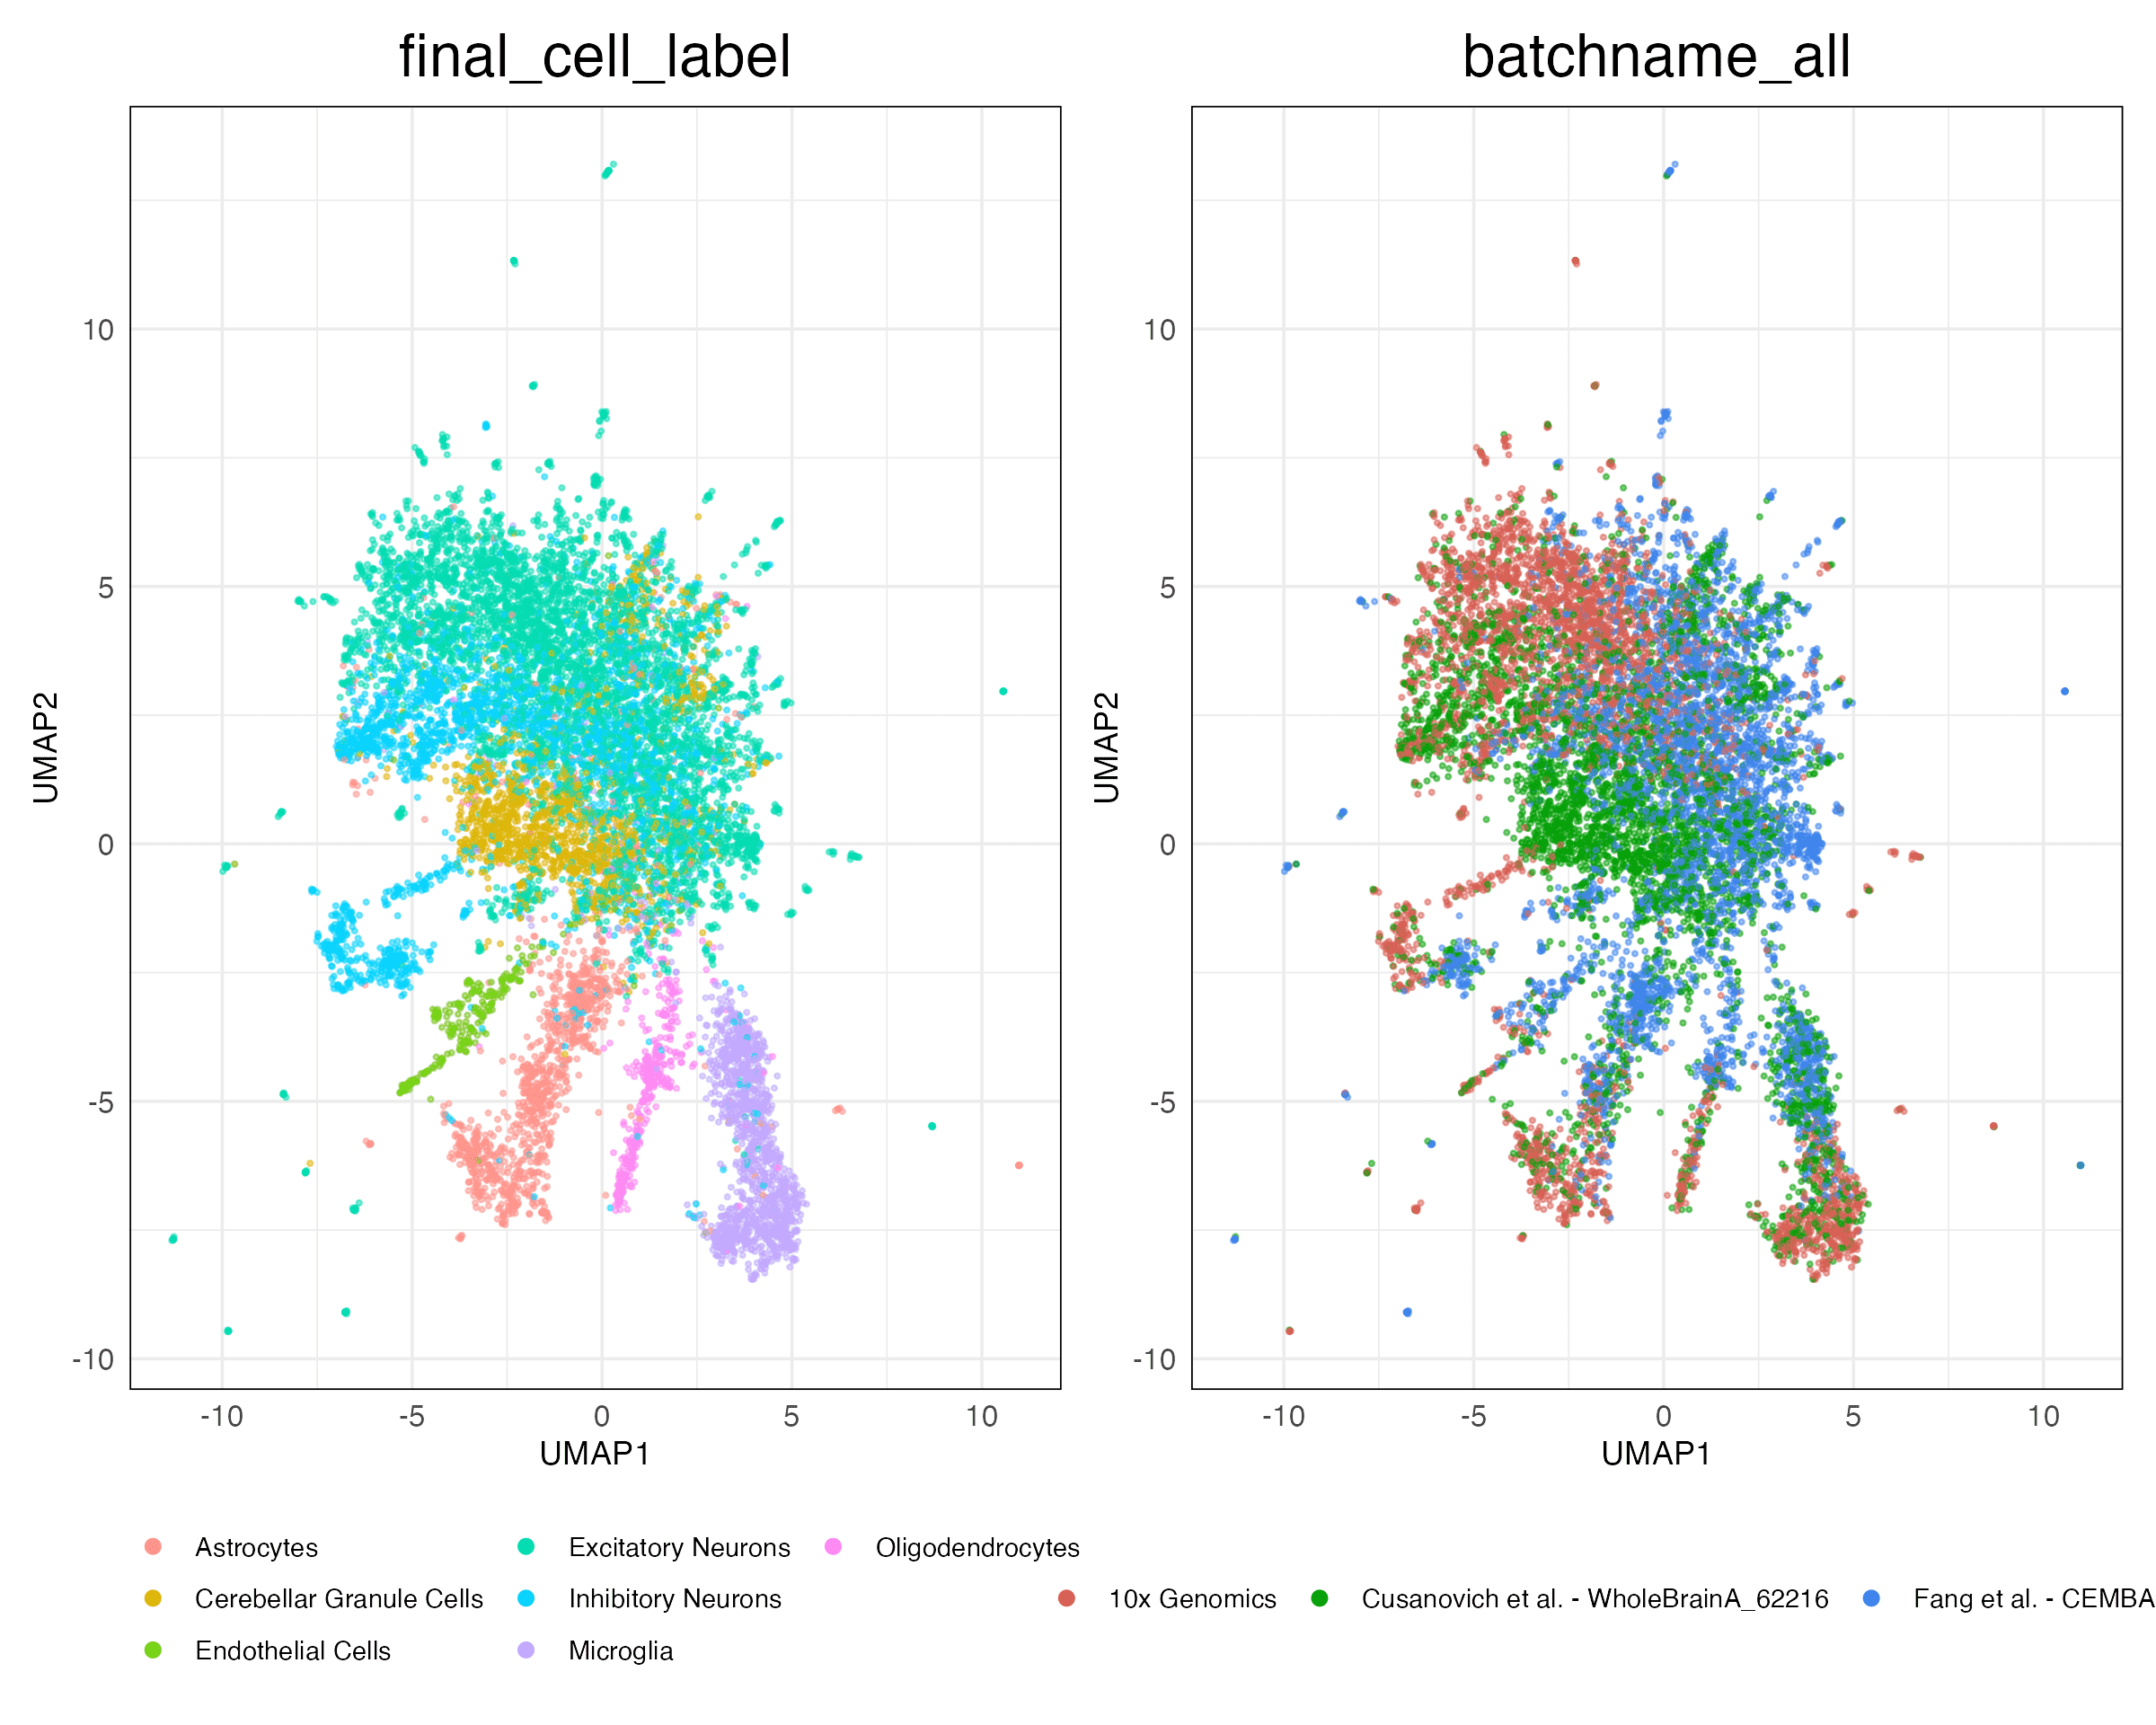 final_cell_label
batchname_all
10
5
0
-5
-10
UMAP2
-10
-5
0
5
10
UMAP1
10
5
0
-5
-10
UMAP2
-10
-5
0
5
10
UMAP1
Astrocytes
Excitatory Neurons
Oligodendrocytes
Cerebellar Granule Cells
Inhibitory Neurons
Endothelial Cells
Microglia
10x Genomics
Cusanovich et al. - WholeBrainA_62216
Fang et al. - CEMBA